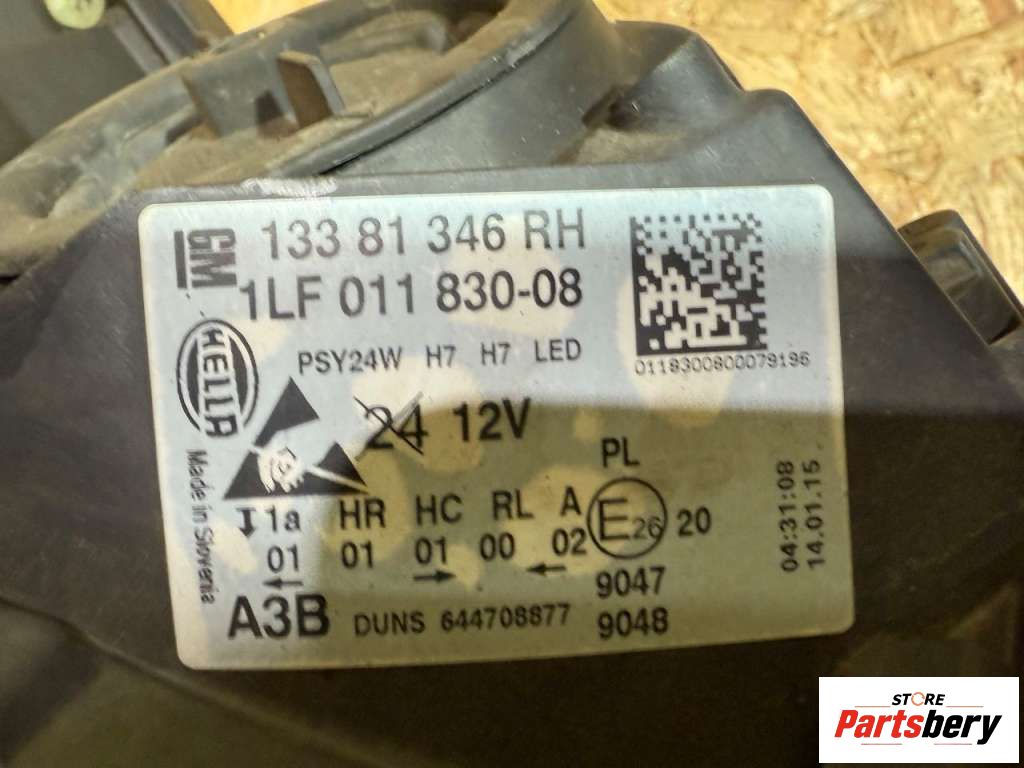 GM
133 81 346 RH
1LF 011 830-08
HELLA
PSY24W H7 H7 LED
0118300800079196
24 12V
Made in Slovenia
PL
1a HR HC RL A E26 20
01 01 01 00 02
9047
A3B DUNS 644708877 9048
04:31:08
14.01.15
STORE
Partsbery